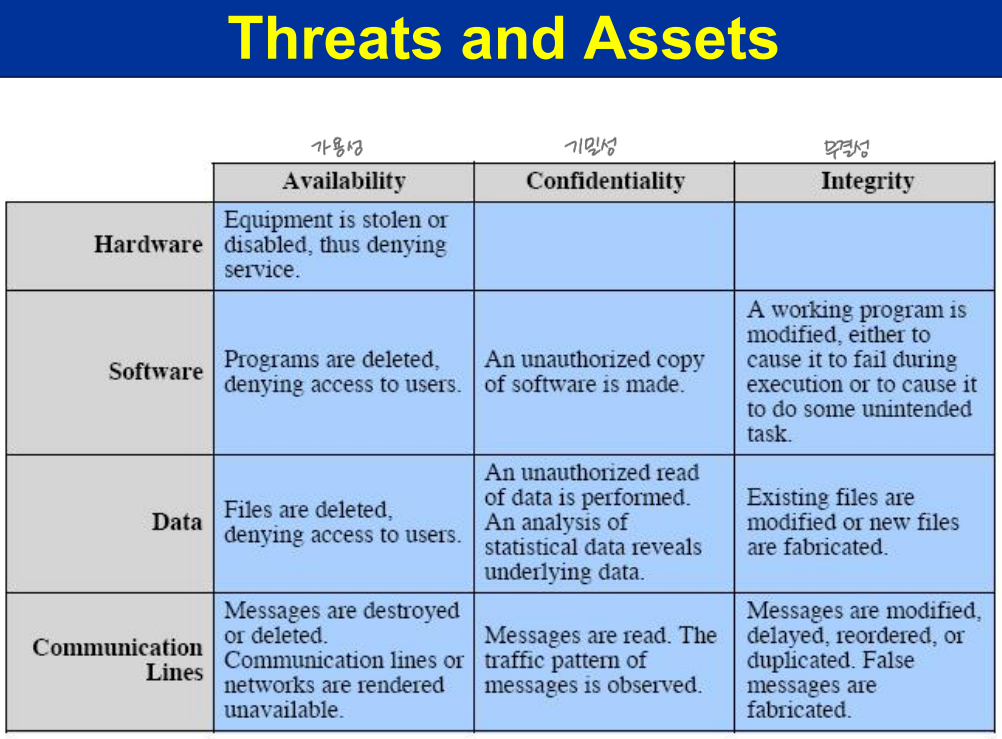 Threats and Assets
가용성 기밀성 무결성
Availability Confidentiality Integrity
Hardware
Equipment is stolen or
disabled, thus denying
service.
Software
Programs are deleted,
denying access to users.
An unauthorized copy
of software is made.
A working program is
modified, either to
cause it to fail during
execution or to cause it
to do some unintended
task.
Data
Files are deleted,
denying access to users.
An unauthorized read
of data is performed.
An analysis of
statistical data reveals
underlying data.
Existing files are
modified or new files
are fabricated.
Communication
Lines
Messages are destroyed
or deleted.
Communication lines or
networks are rendered
unavailable.
Messages are read. The
traffic pattern of
messages is observed.
Messages are modified,
delayed, reordered, or
duplicated. False
messages are
fabricated.